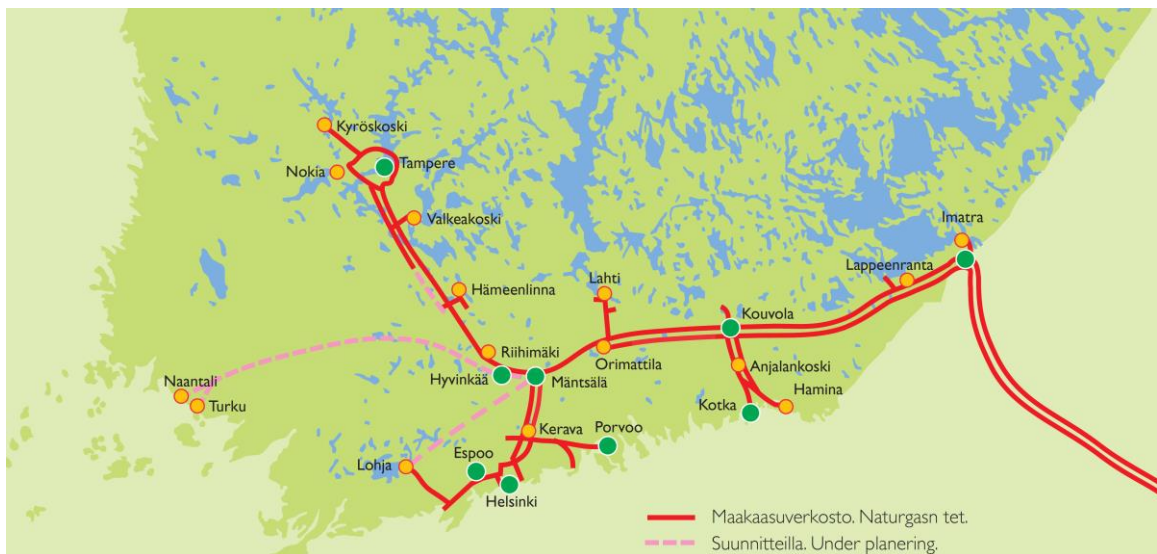 Kyröskoski
Nokia
Tampere
Valkeakoski
Imatra
Lappeenranta
Hämeenlinna
Lahti
Kouvola
Riihimäki
Orimattila
Anjalankoski
Naantali
Hyvinkää
Mäntsälä
Hamina
Turku
Kotka
Kerava
Porvoo
Espoo
Lohja
Helsinki
Maakaasuverkosto. Naturgasn tet.
Suunnitteilla. Under planering.